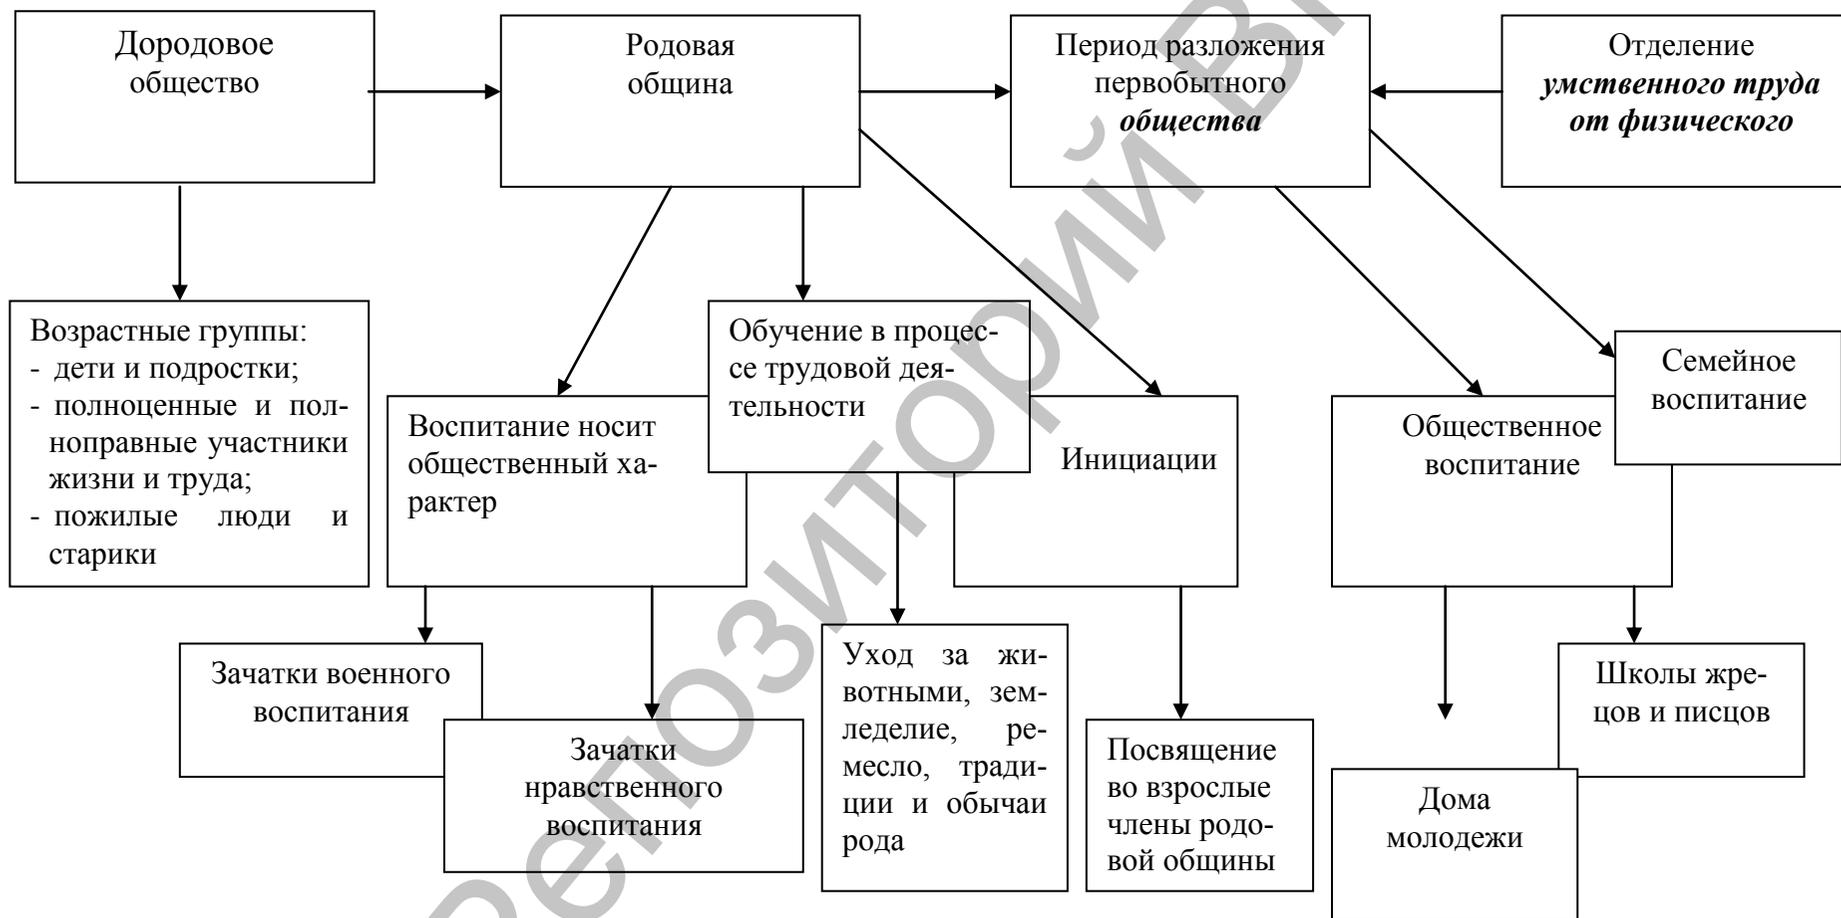 Дородовое
общество
Родовая
община
Период разложения
первобытного
общества
Отделение
умственного труда
от физического
Возрастные группы:
- дети и подростки;
- полноценные и пол-
ноправные участники
жизни и труда;
- пожилые люди и
старики
Воспитание носит
общественный ха-
рактер
Обучение в процес-
се трудовой дея-
тельности
Инициации
Общественное
воспитание
Семейное
воспитание
Зачатки военного
воспитания
Зачатки
нравственного
воспитания
Уход за жи-
вотными, зем-
леделие, ре-
месло, тради-
ции и обычаи
рода
Посвящение
во взрослые
члены родо-
вой общины
Дома
молодежи
Школы жре-
цов и писцов
Репозиторий